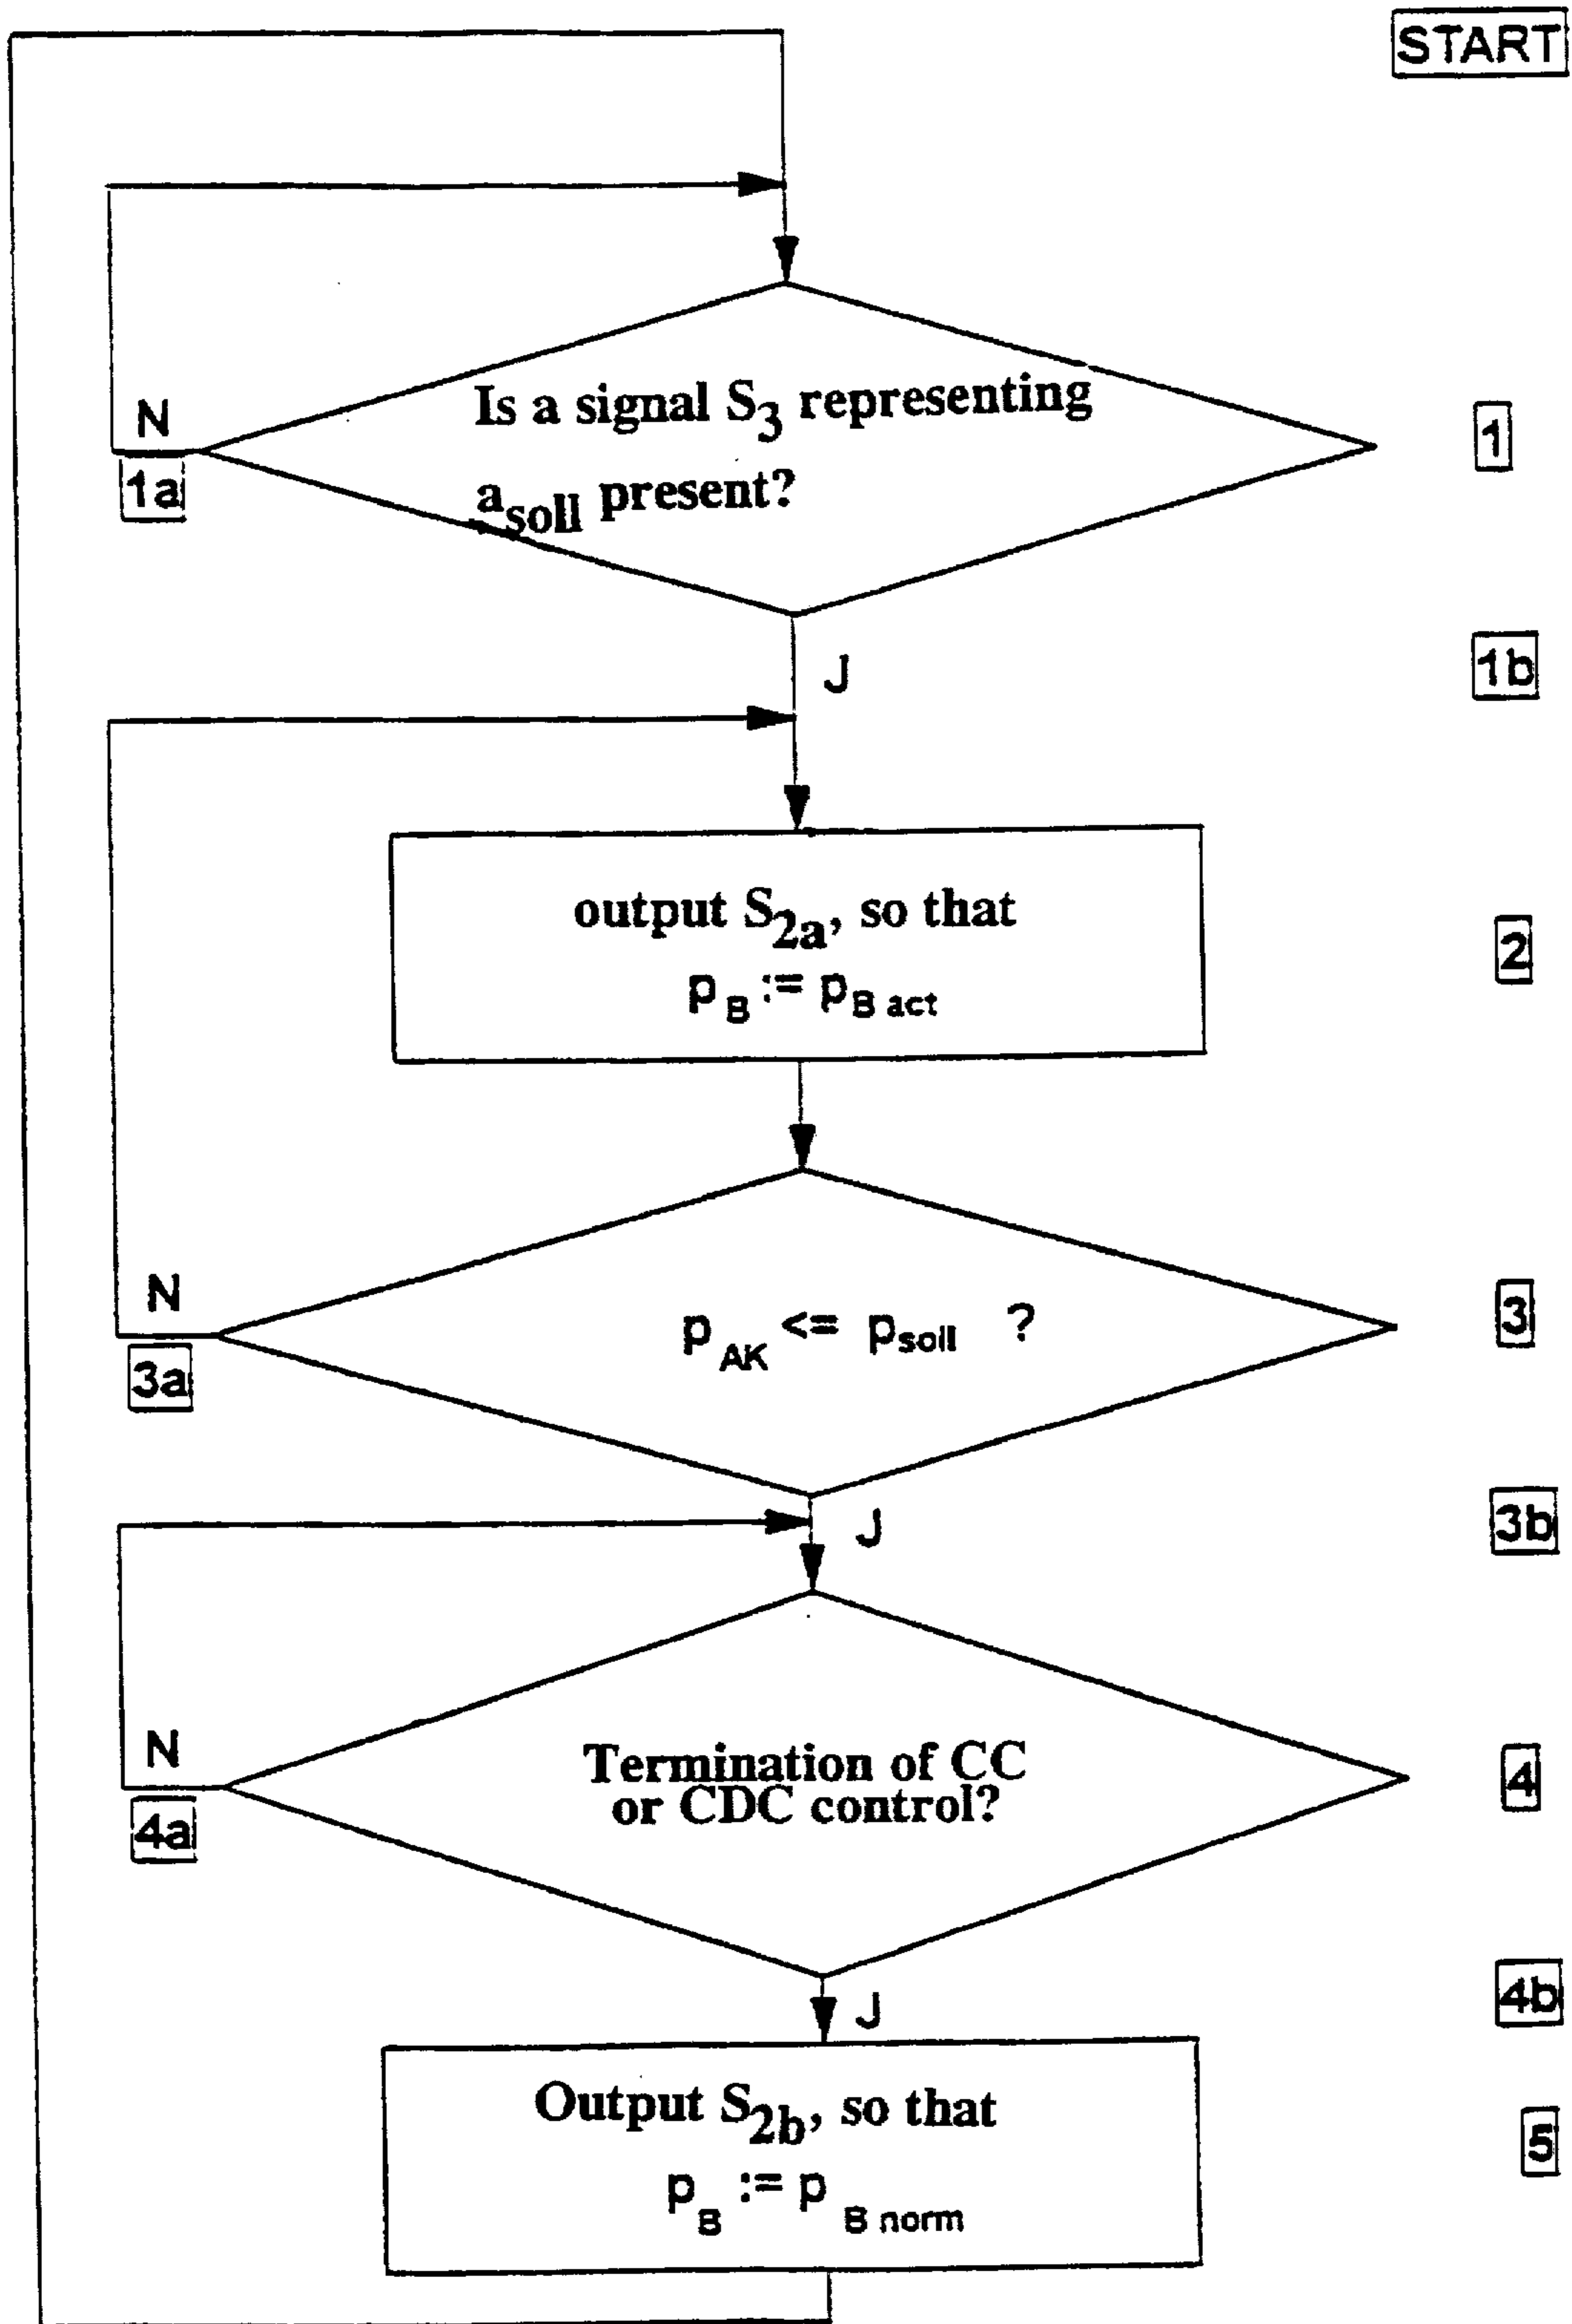 START
Is a signal S3 representing
asoll present?
N
1a
1
J
1b
output S2a, so that
pB := pB act
2
N
3a
pAK <= psoll ?
3
J
3b
N
4a
Termination of CC
or CDC control?
4
J
4b
Output S2b, so that
pB := pB norm
5